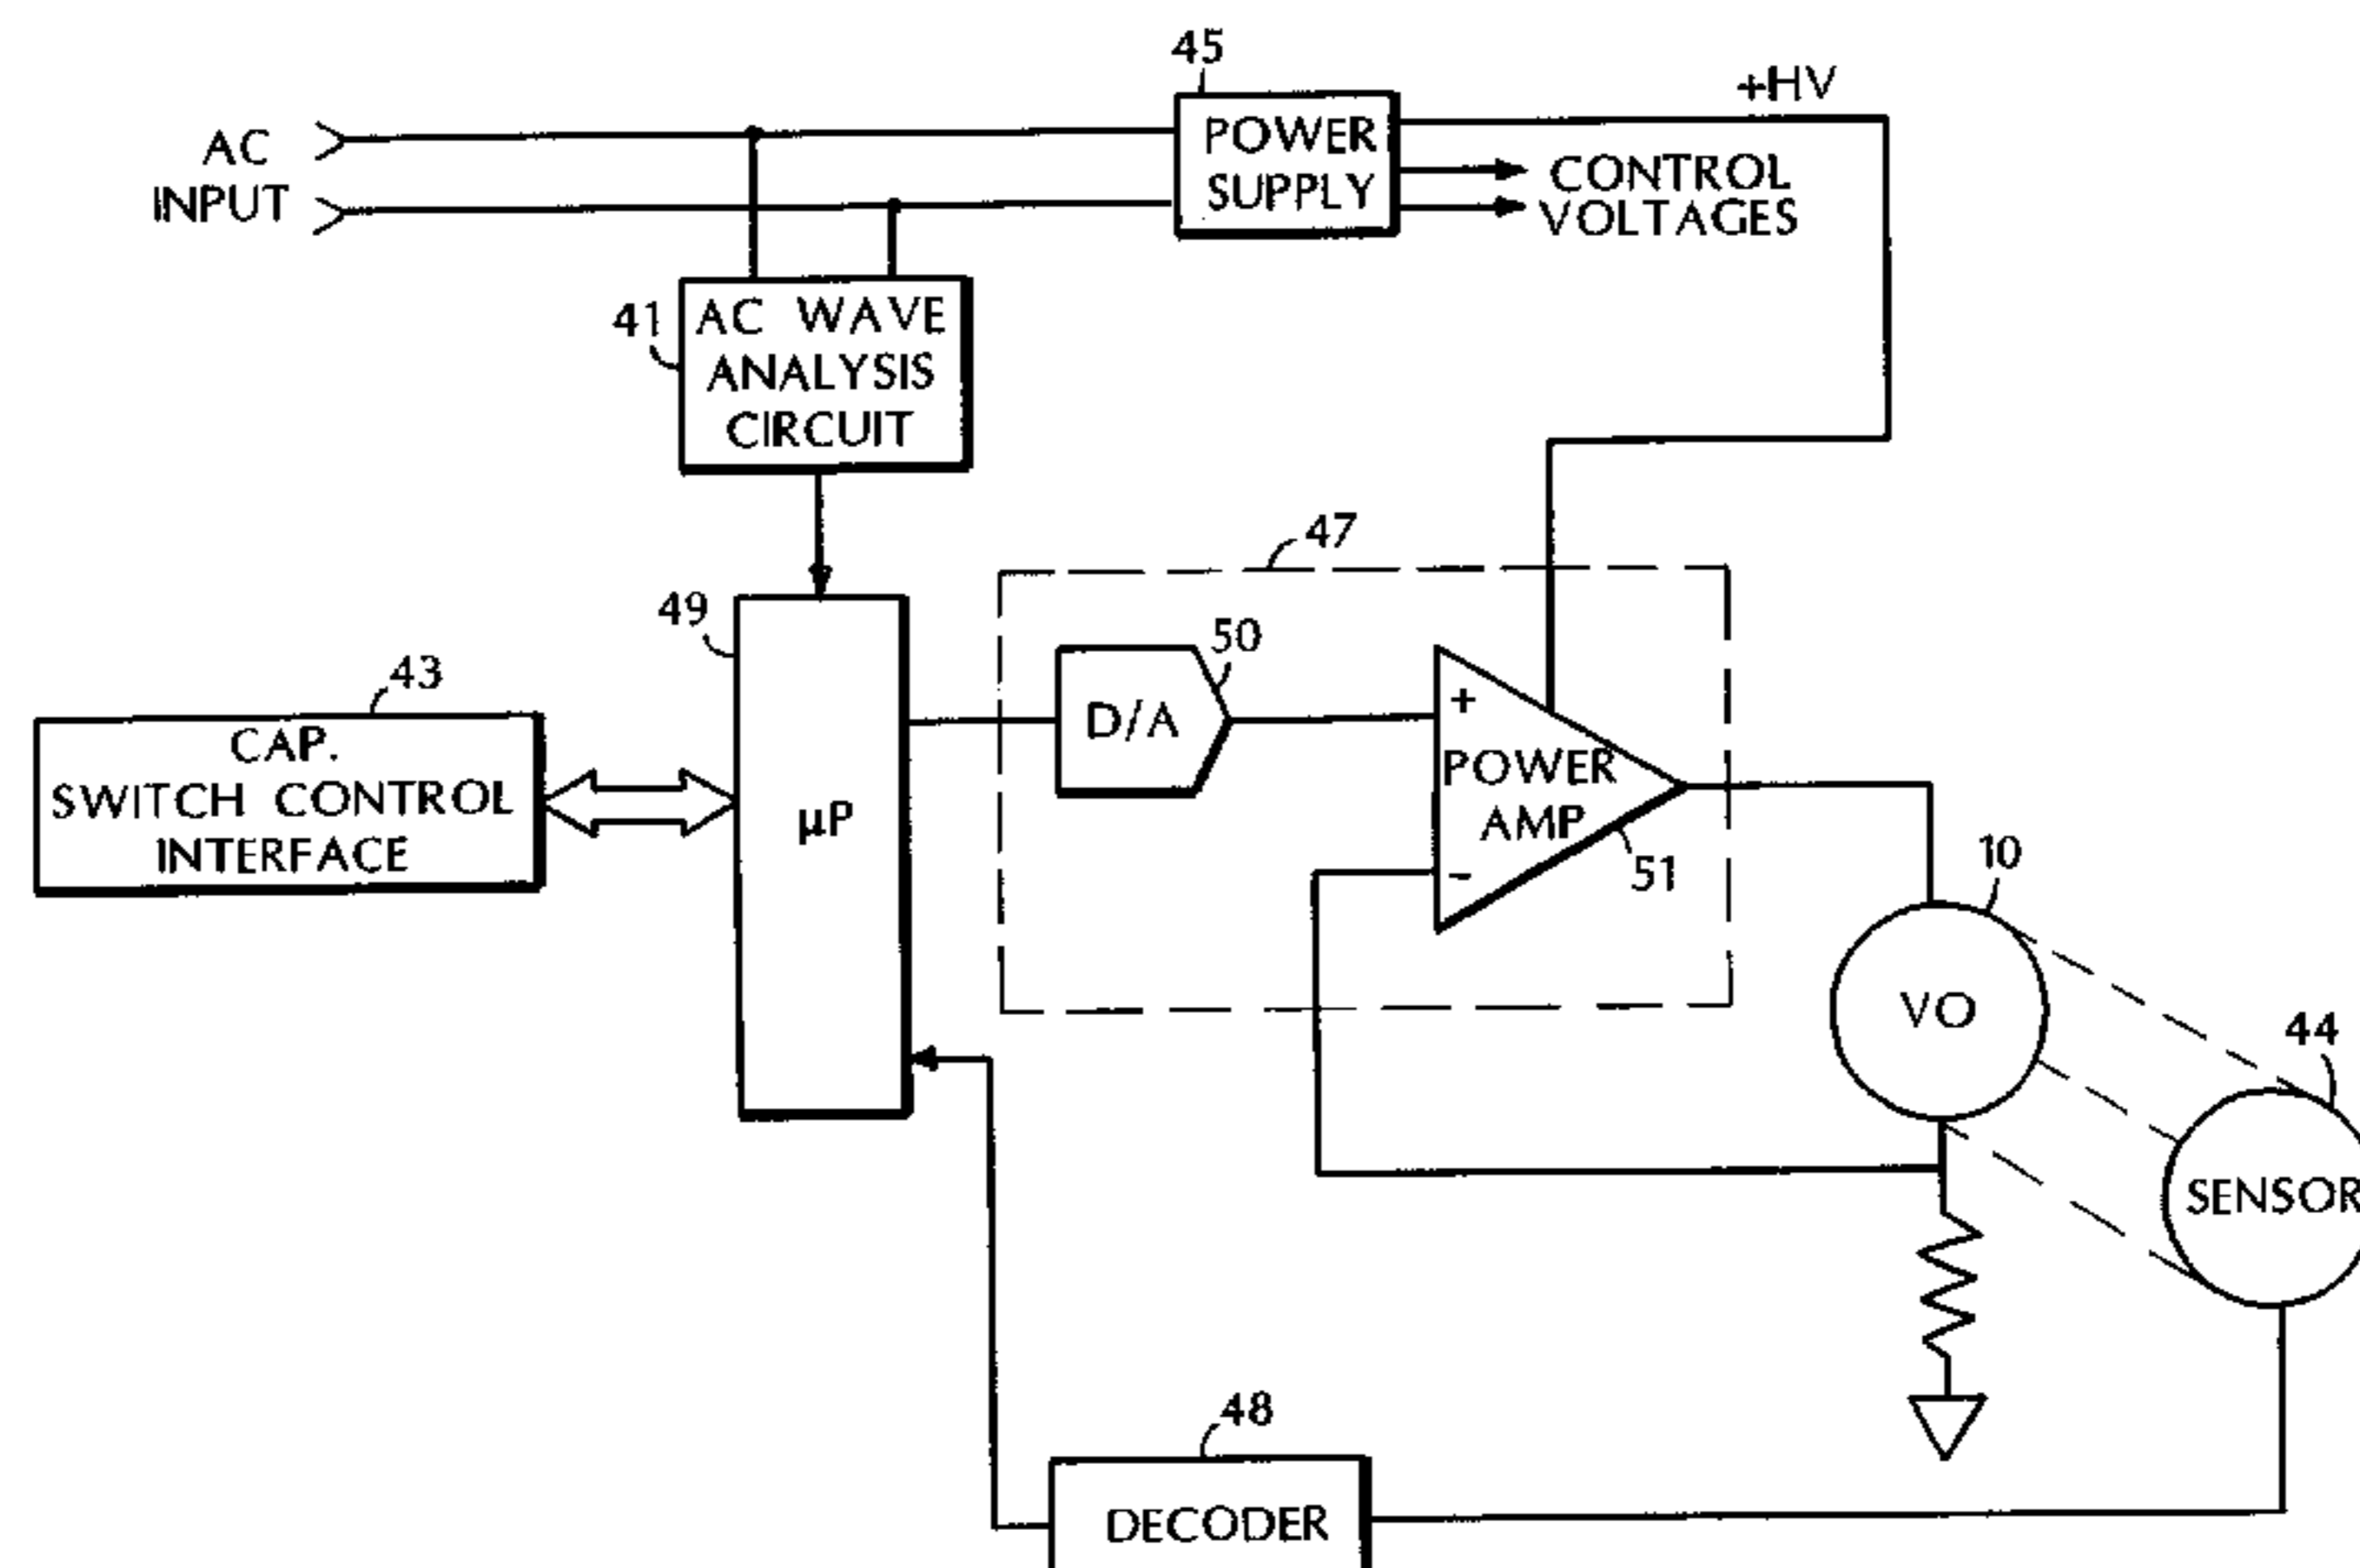 45
+HV
AC
INPUT
POWER
SUPPLY
CONTROL
VOLTAGES
41
AC WAVE
ANALYSIS
CIRCUIT
47
49
50
43
CAP.
SWITCH CONTROL
INTERFACE
μP
D/A
+
POWER
AMP
-
51
10
VO
44
SENSOR
48
DECODER